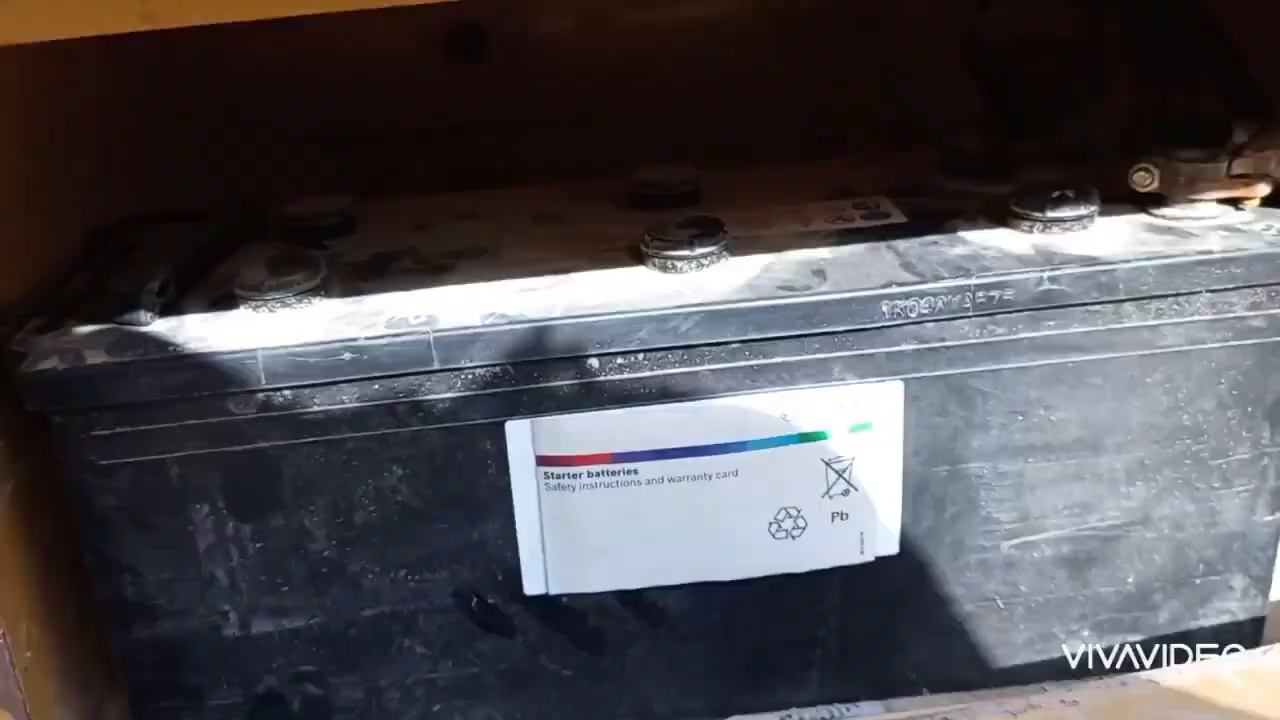 Starter batteries
Safety instructions and warranty card
Pb
VIVAVIDEO